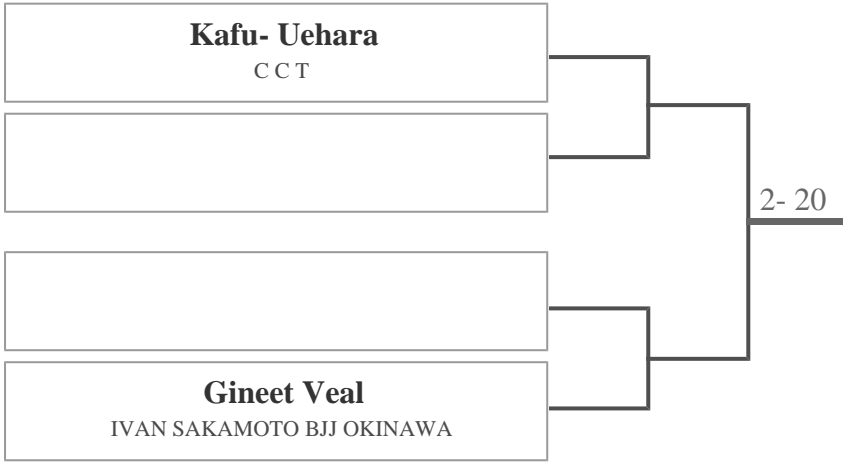 Kafu- Uehara
C C T
2- 20
Gineet Veal
IVAN SAKAMOTO BJJ OKINAWA